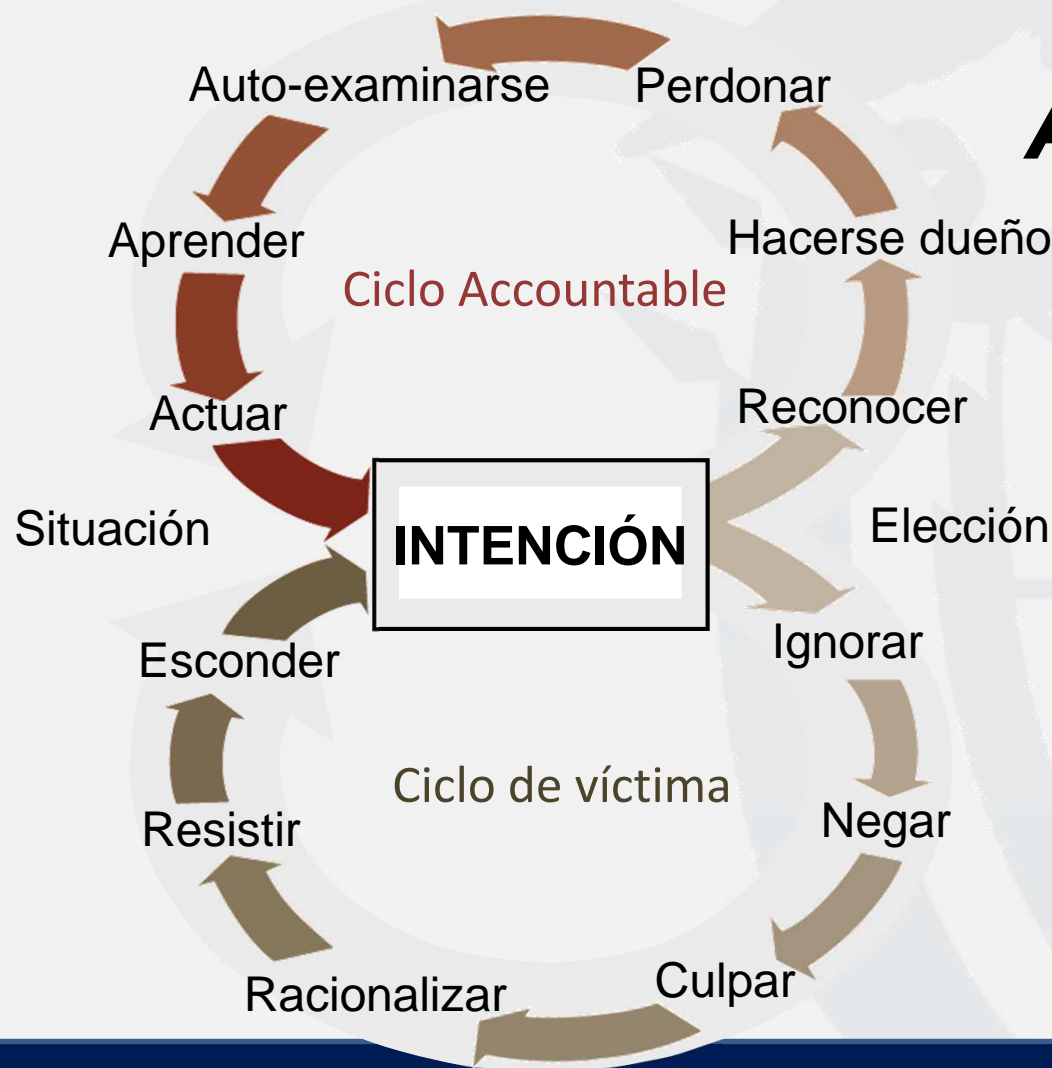 Auto-examinarse
Perdonar
A
Aprender
Hacerse dueño
Ciclo Accountable
Actuar
Reconocer
Situación
INTENCIÓN
Elección
Esconder
Ignorar
Ciclo de víctima
Resistir
Negar
Racionalizar
Culpar